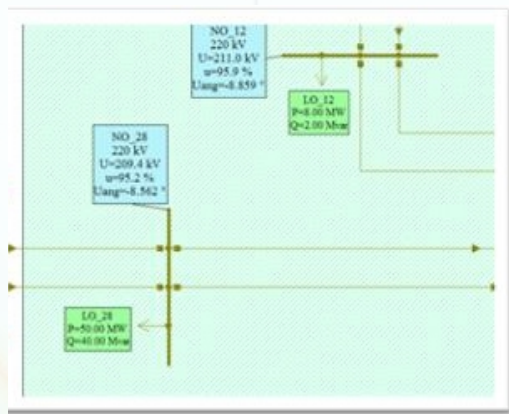 NO_12
220 kV
U=211.0 kV
u=95.9 %
Uang=-8.859 °
LO_12
P=8.00 MW
Q=2.00 Mvar
NO_28
220 kV
U=209.4 kV
u=95.2 %
Uang=-8.562 °
LO_28
P=50.00 MW
Q=40.00 Mvar